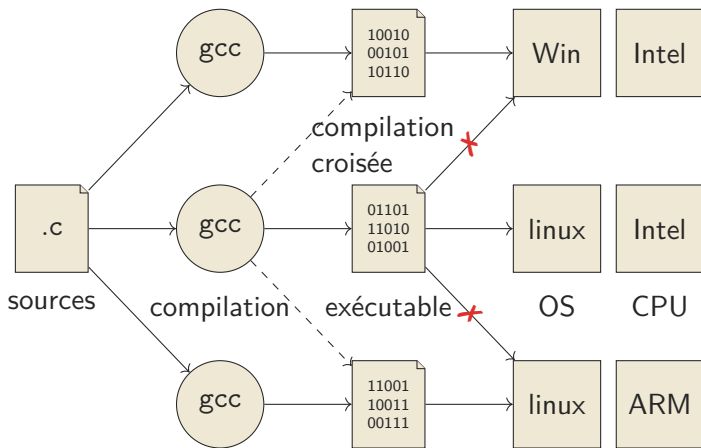 gcc
10010
00101
10110
Win
Intel
compilation
croisée
.c
gcc
01101
11010
01001
linux
Intel
sources
compilation
exécutable
OS
CPU
gcc
11001
10011
00111
linux
ARM